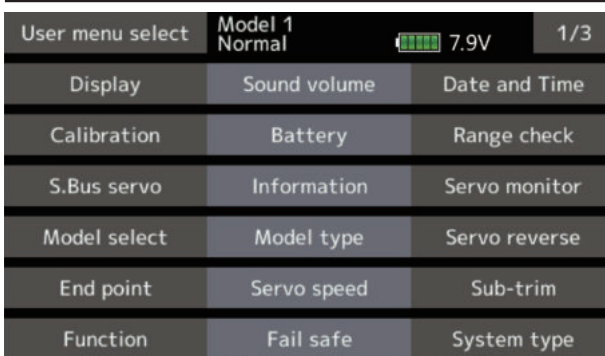 User menu select Model 1 1/3
Normal 7.9V
Display Sound volume Date and Time
Calibration Battery Range check
S.Bus servo Information Servo monitor
Model select Model type Servo reverse
End point Servo speed Sub-trim
Function Fail safe System type